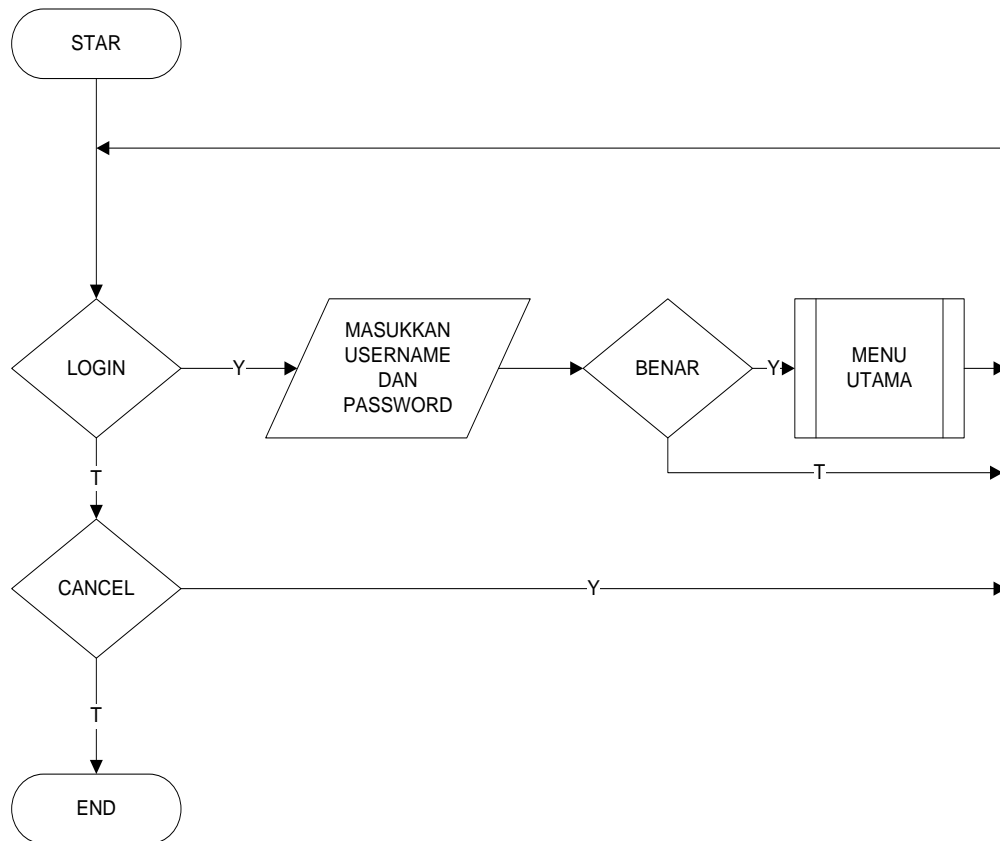 STAR
LOGIN
Y
MASUKKAN
USERNAME
DAN
PASSWORD
BENAR
Y
MENU
UTAMA
T
T
CANCEL
Y
T
END